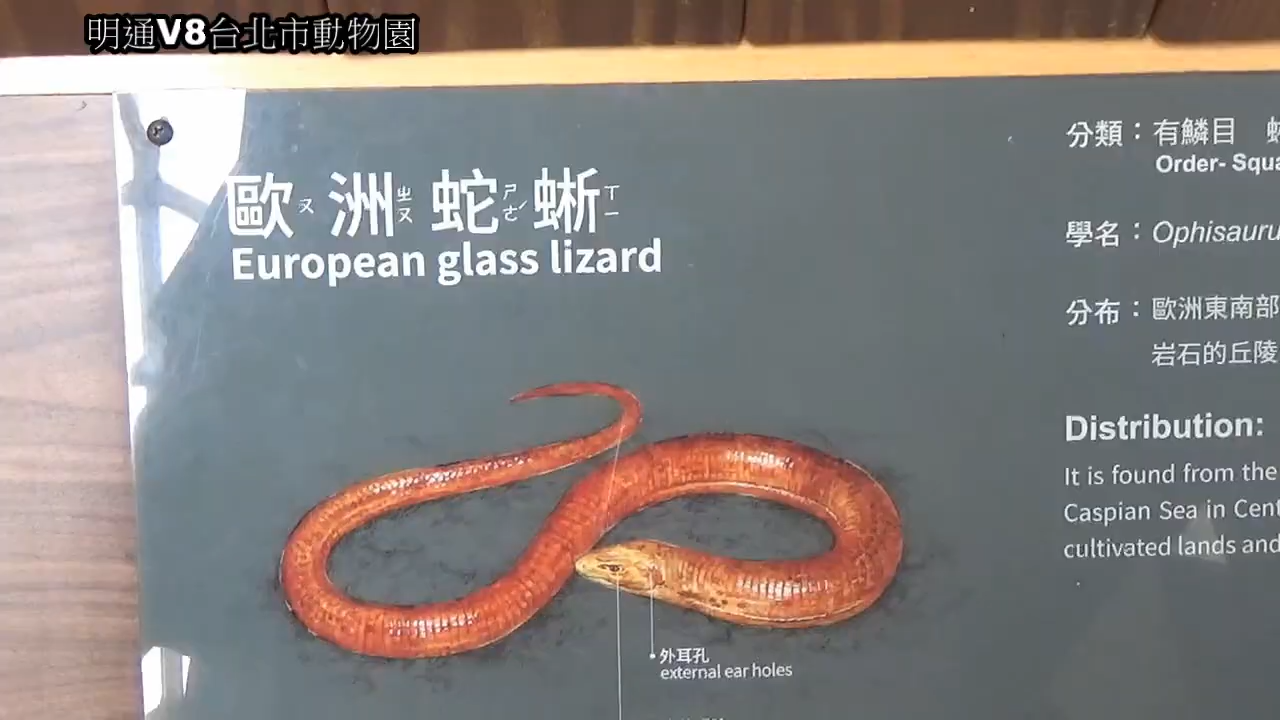 明通V8台北市動物園
歐ㄡ 洲ㄓㄡ 蛇ㄕㄜˊ 蜥ㄒㄧ
European glass lizard
外耳孔
external ear holes
分類：有鱗目
Order-
學名：
分布：歐洲東南部
岩石的丘陵
Distribution:
It is found from the
Caspian Sea in
cultivated lands and